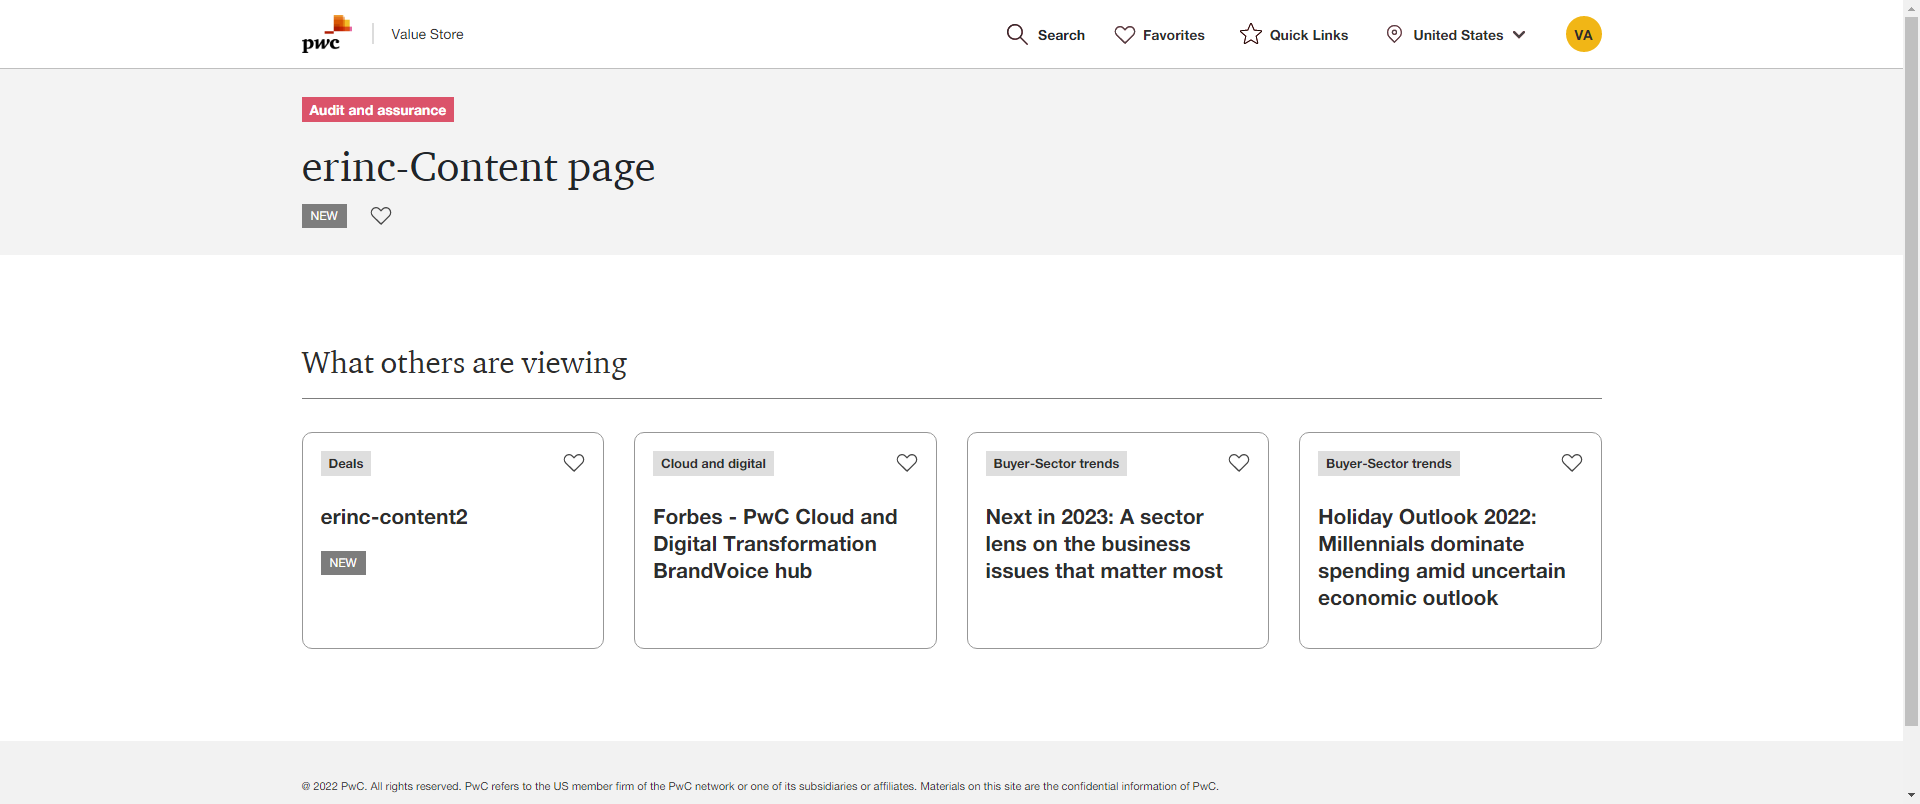 pwc
Value Store
Search
Favorites
Quick Links
United States
VA
Audit and assurance
erinc-Content page
NEW
What others are viewing
Deals
erinc-content2
NEW
Cloud and digital
Forbes - PwC Cloud and
Digital Transformation
BrandVoice hub
Buyer-Sector trends
Next in 2023: A sector
lens on the business
issues that matter most
Buyer-Sector trends
Holiday Outlook 2022:
Millennials dominate
spending amid uncertain
economic outlook
@ 2022 PwC. All rights reserved. PwC refers to the US member firm of the PwC network or one of its subsidiaries or affiliates. Materials on this site are the confidential information of PwC.